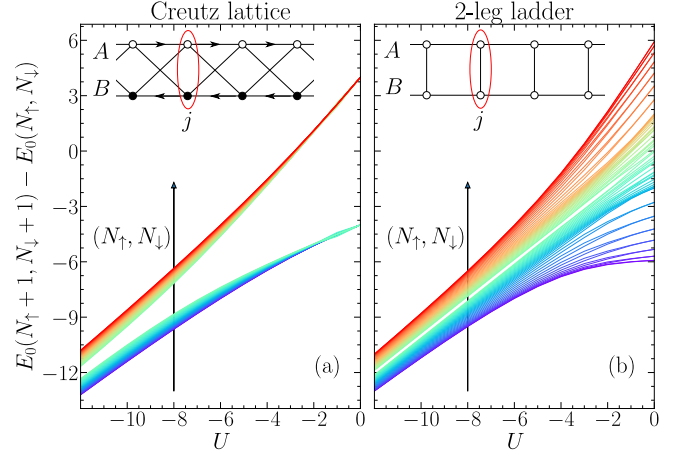 Creutz lattice
2-leg ladder
E₀(N↑ + 1, N↓ + 1) − E₀(N↑, N↓)
6
3
0
−3
−6
−9
−12
A
B
j
(N↑, N↓)
(a)
−10 −8 −6 −4 −2 0
U
A
B
j
(N↑, N↓)
(b)
−10 −8 −6 −4 −2 0
U